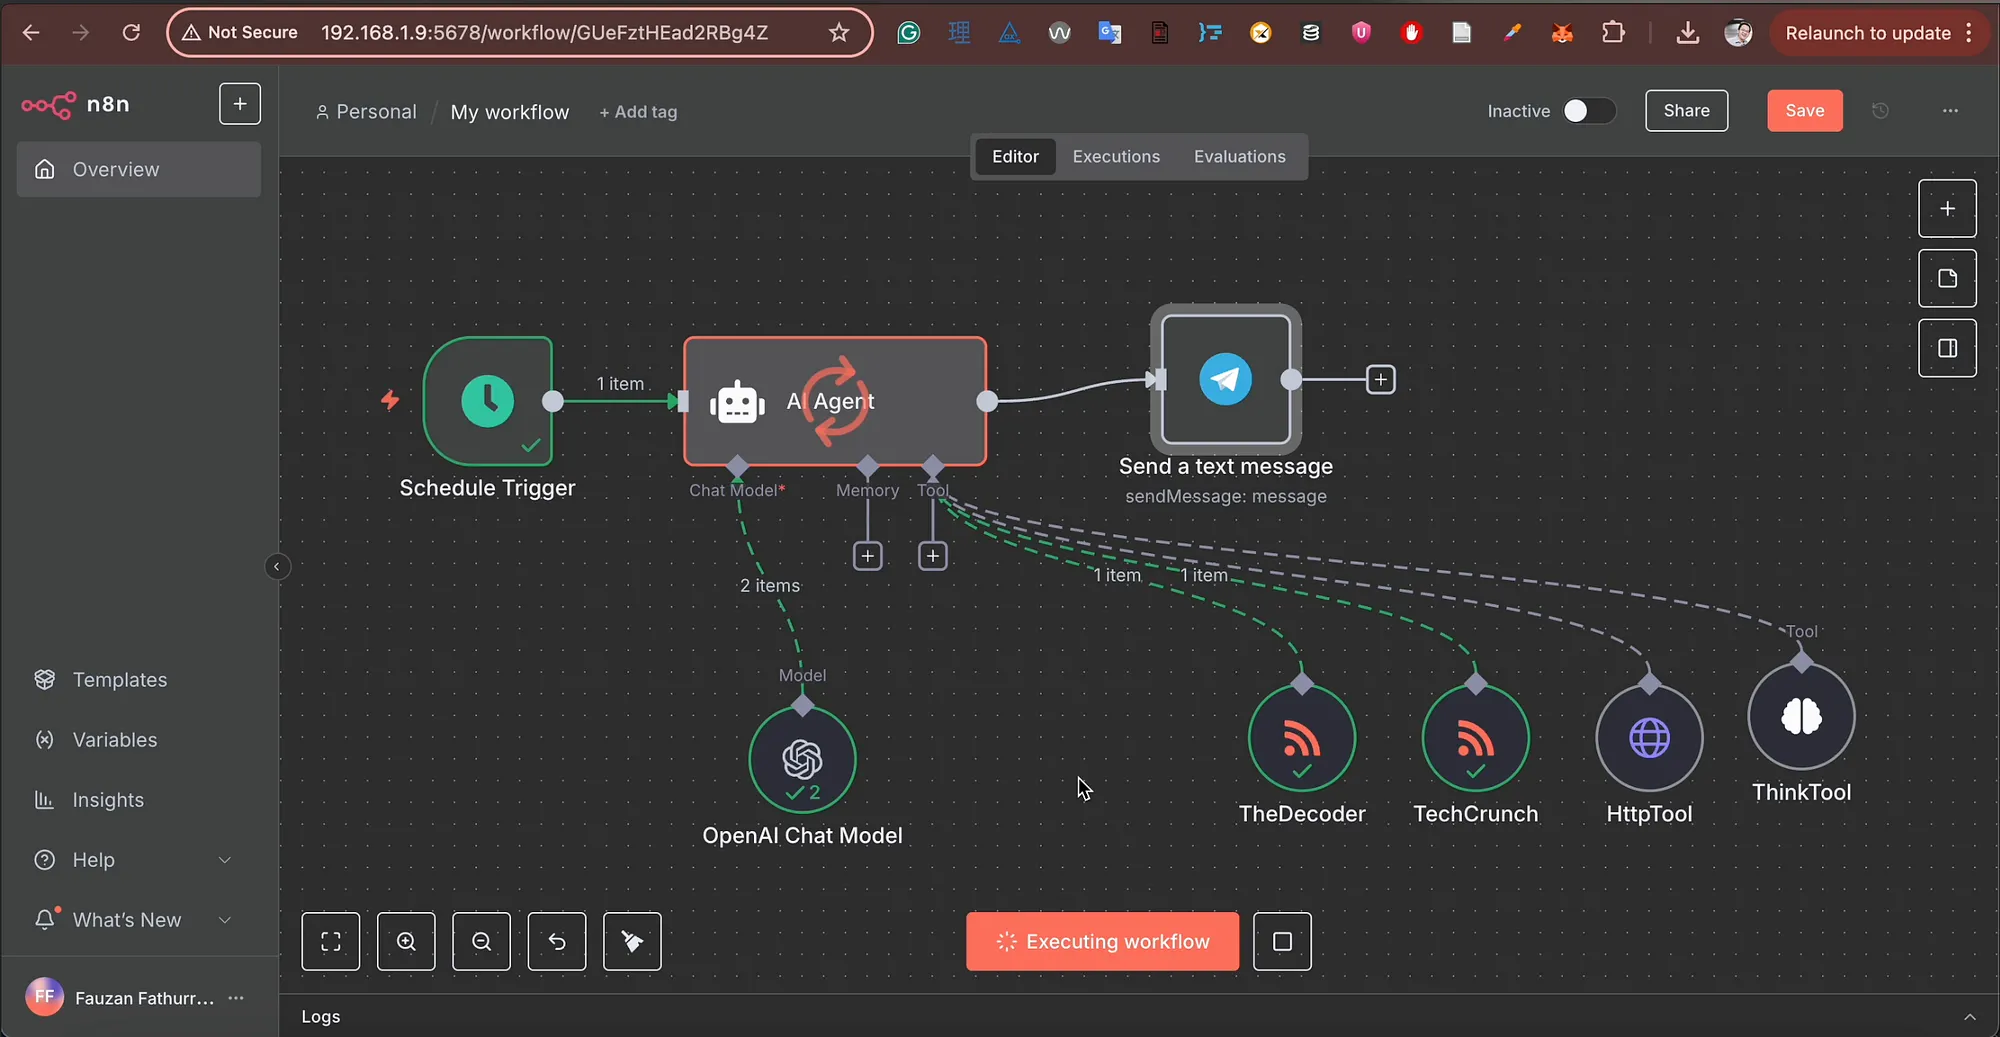 Not Secure 192.168.1.9:5678/workflow/GUeFztHEad2RBg4Z
Relaunch to update
n8n
Personal / My workflow + Add tag
Inactive
Share
Save
Overview
Editor Executions Evaluations
1 item
AI Agent
Schedule Trigger
Chat Model*
Memory
Tool
Send a text message
sendMessage: message
2 items
1 item
1 item
Tool
Model
OpenAI Chat Model
2
TheDecoder
TechCrunch
HttpTool
ThinkTool
Templates
Variables
Insights
Help
What's New
Executing workflow
FF
Fauzan Fathurr...
Logs